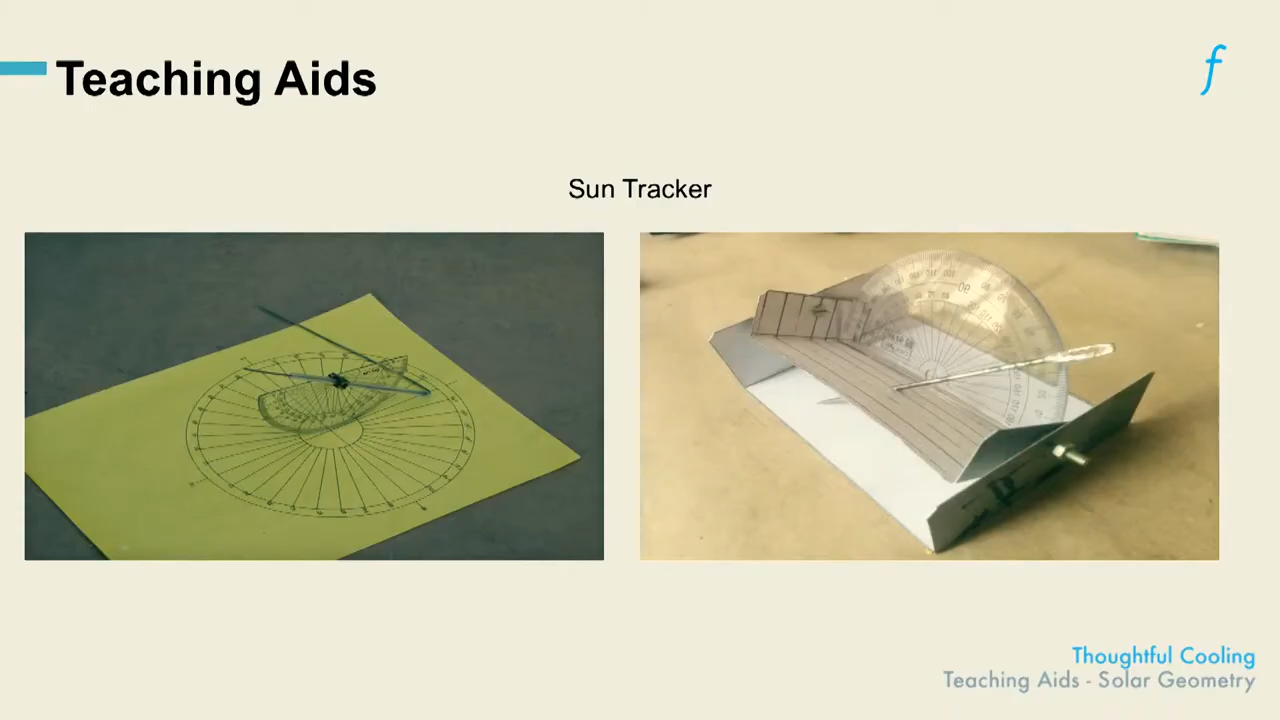 Teaching Aids
f
Sun Tracker
Thoughtful Cooling
Teaching Aids - Solar Geometry